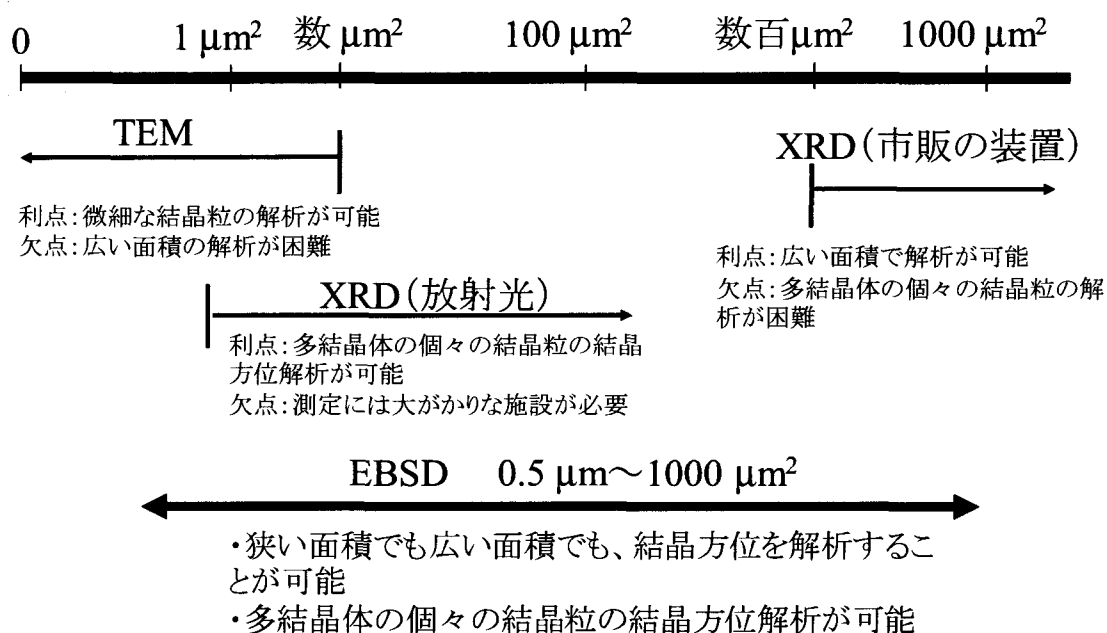 0 1 μm² 数 μm² 100 μm² 数百μm² 1000 μm²
TEM
利点：微細な結晶粒の解析が可能
欠点：広い面積の解析が困難
XRD（市販の装置）
利点：広い面積で解析が可能
欠点：多結晶体の個々の結晶粒の解
析が困難
XRD（放射光）
利点：多結晶体の個々の結晶粒の結晶
方位解析が可能
欠点：測定には大がかりな施設が必要
EBSD 0.5 μm～1000 μm²
・狭い面積でも広い面積でも、結晶方位を解析するこ
とが可能
・多結晶体の個々の結晶粒の結晶方位解析が可能